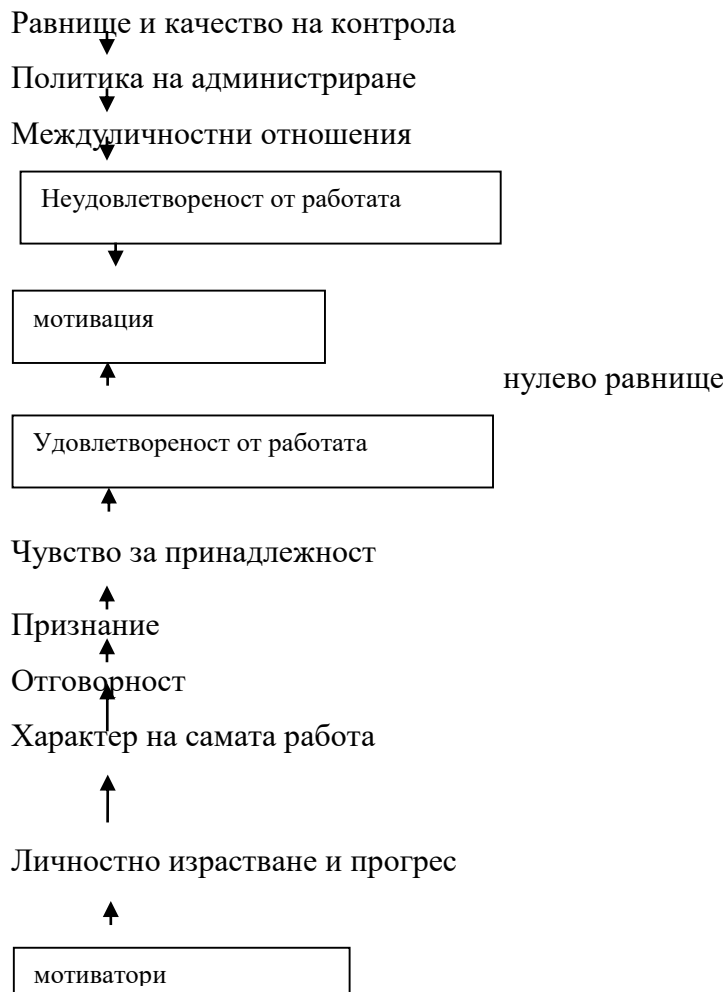 Равнище и качество на контрола
Политика на администриране
Междуличностни отношения
Неудовлетвореност от работата
мотивация
нулево равнище
Удовлетвореност от работата
Чувство за принадлежност
Признание
Отговорност
Характер на самата работа
Личностно израстване и прогрес
мотиватори